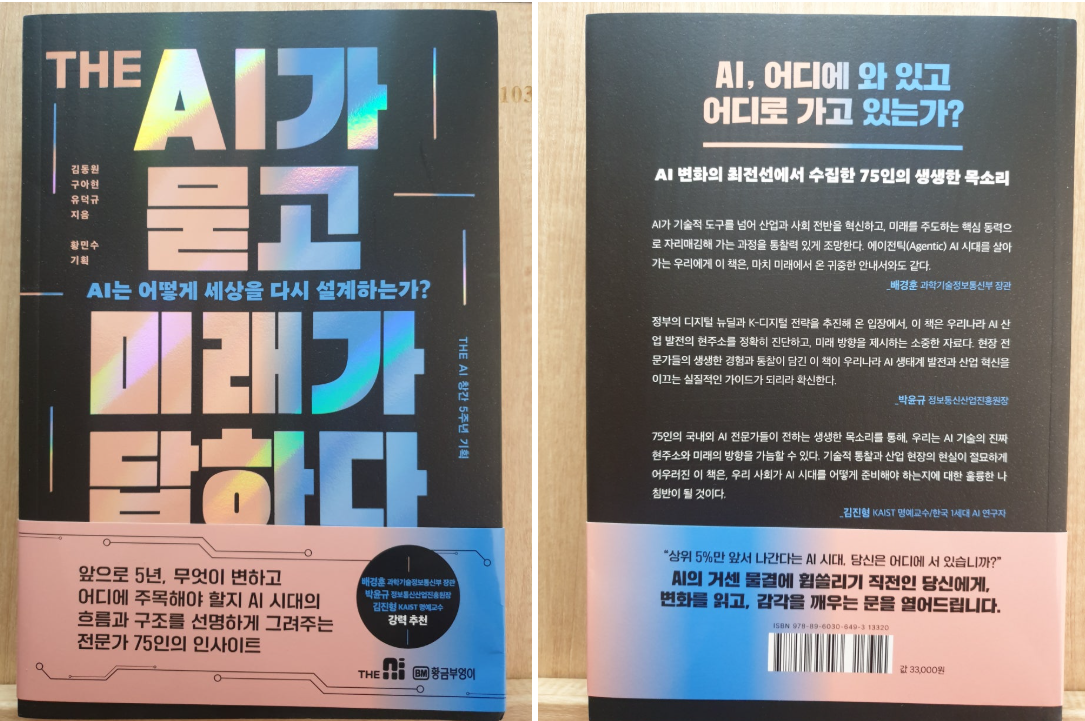 THE AI가
물고
미래가
답하다
김동원
구아현
유덕규
지음
황민수
기획
AI는 어떻게 세상을 다시 설계하는가?
THE AI 창간 5주년 기획
앞으로 5년, 무엇이 변하고
어디에 주목해야 할지 AI 시대의
흐름과 구조를 선명하게 그려주는
전문가 75인의 인사이트
배경훈 과학기술정보통신부 장관
박윤규 정보통신산업진흥원장
김진형 KAIST 명예교수
강력 추천
THE Ai
BM 황금부엉이
103
AI, 어디에 와 있고
어디로 가고 있는가?
AI 변화의 최전선에서 수집한 75인의 생생한 목소리
AI가 기술적 도구를 넘어 산업과 사회 전반을 혁신하고, 미래를 주도하는 핵심 동력으
로 자리매김해 가는 과정을 통찰력 있게 조망한다. 에이전틱(Agentic) AI 시대를 살아
가는 우리에게 이 책은, 마치 미래에서 온 귀중한 안내서와도 같다.
_배경훈 과학기술정보통신부 장관
정부의 디지털 뉴딜과 K-디지털 전략을 추진해 온 입장에서, 이 책은 우리나라 AI 산
업 발전의 현주소를 정확히 진단하고, 미래 방향을 제시하는 소중한 자료다. 현장 전
문가들의 생생한 경험과 통찰이 담긴 이 책이 우리나라 AI 생태계 발전과 산업 혁신을
이끄는 실질적인 가이드가 되리라 확신한다.
_박윤규 정보통신산업진흥원장
75인의 국내외 AI 전문가들이 전하는 생생한 목소리를 통해, 우리는 AI 기술의 진짜
현주소와 미래의 방향을 가늠할 수 있다. 기술적 통찰과 산업 현장의 현실이 절묘하게
어우러진 이 책은, 우리 사회가 AI 시대를 어떻게 준비해야 하는지에 대한 훌륭한 나
침반이 될 것이다.
_김진형 KAIST 명예교수/한국 1세대 AI 연구자
“상위 5%만 앞서 나간다는 AI 시대, 당신은 어디에 서 있습니까?”
AI의 거센 물결에 휩쓸리기 직전인 당신에게,
변화를 읽고, 감각을 깨우는 문을 열어드립니다.
ISBN 978-89-6030-649-3 13320
값 33,000원